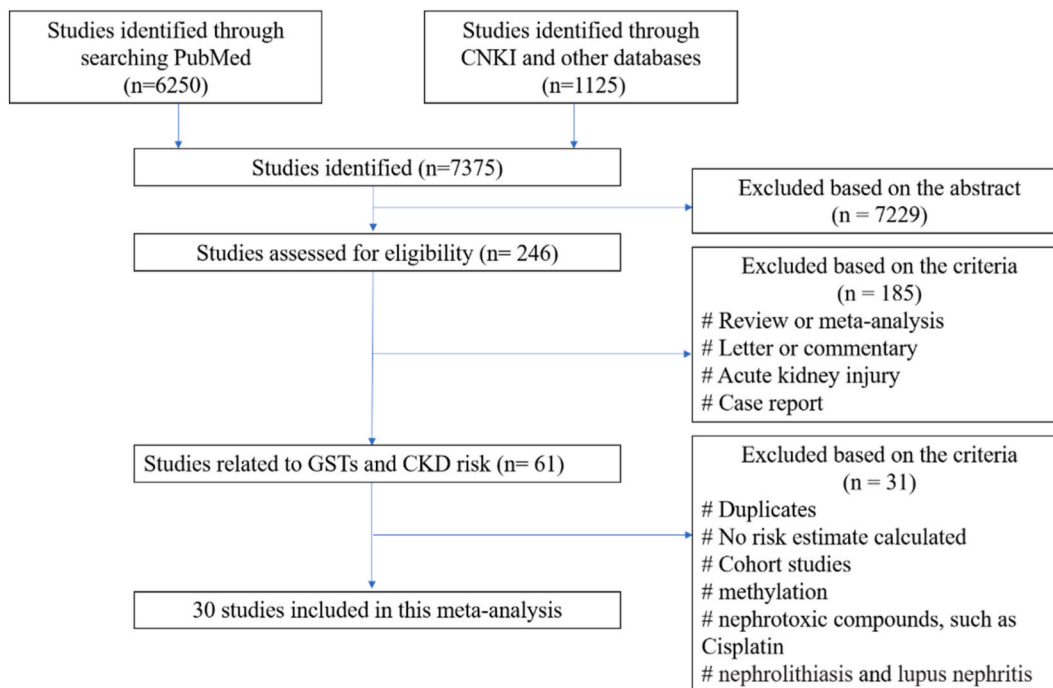 Studies identified through
searching PubMed
(n=6250)
Studies identified through
CNKI and other databases
(n=1125)
Studies identified (n=7375)
Excluded based on the abstract
(n = 7229)
Studies assessed for eligibility (n= 246)
Excluded based on the criteria
(n = 185)
# Review or meta-analysis
# Letter or commentary
# Acute kidney injury
# Case report
Studies related to GSTs and CKD risk (n= 61)
Excluded based on the criteria
(n = 31)
# Duplicates
# No risk estimate calculated
# Cohort studies
# methylation
# nephrotoxic compounds, such as
Cisplatin
# nephrolithiasis and lupus nephritis
30 studies included in this meta-analysis